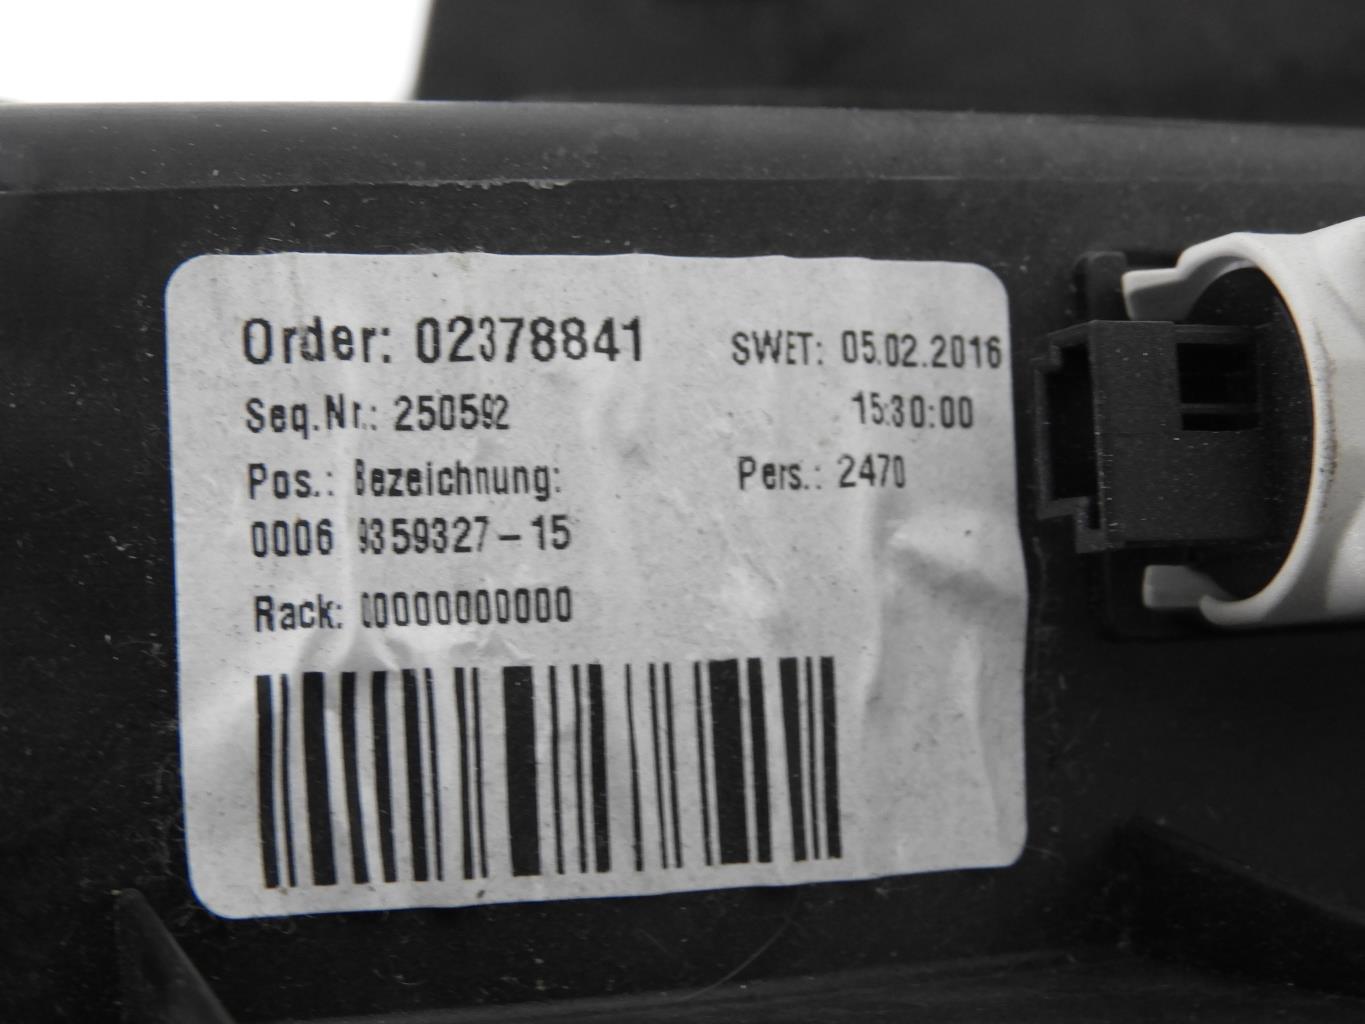 Order: 02378841
SWET: 05.02.2016
Seq.Nr.: 250592
15:30:00
Pos.: Bezeichnung:
Pers.: 2470
0006 9359327-15
Rack: 00000000000